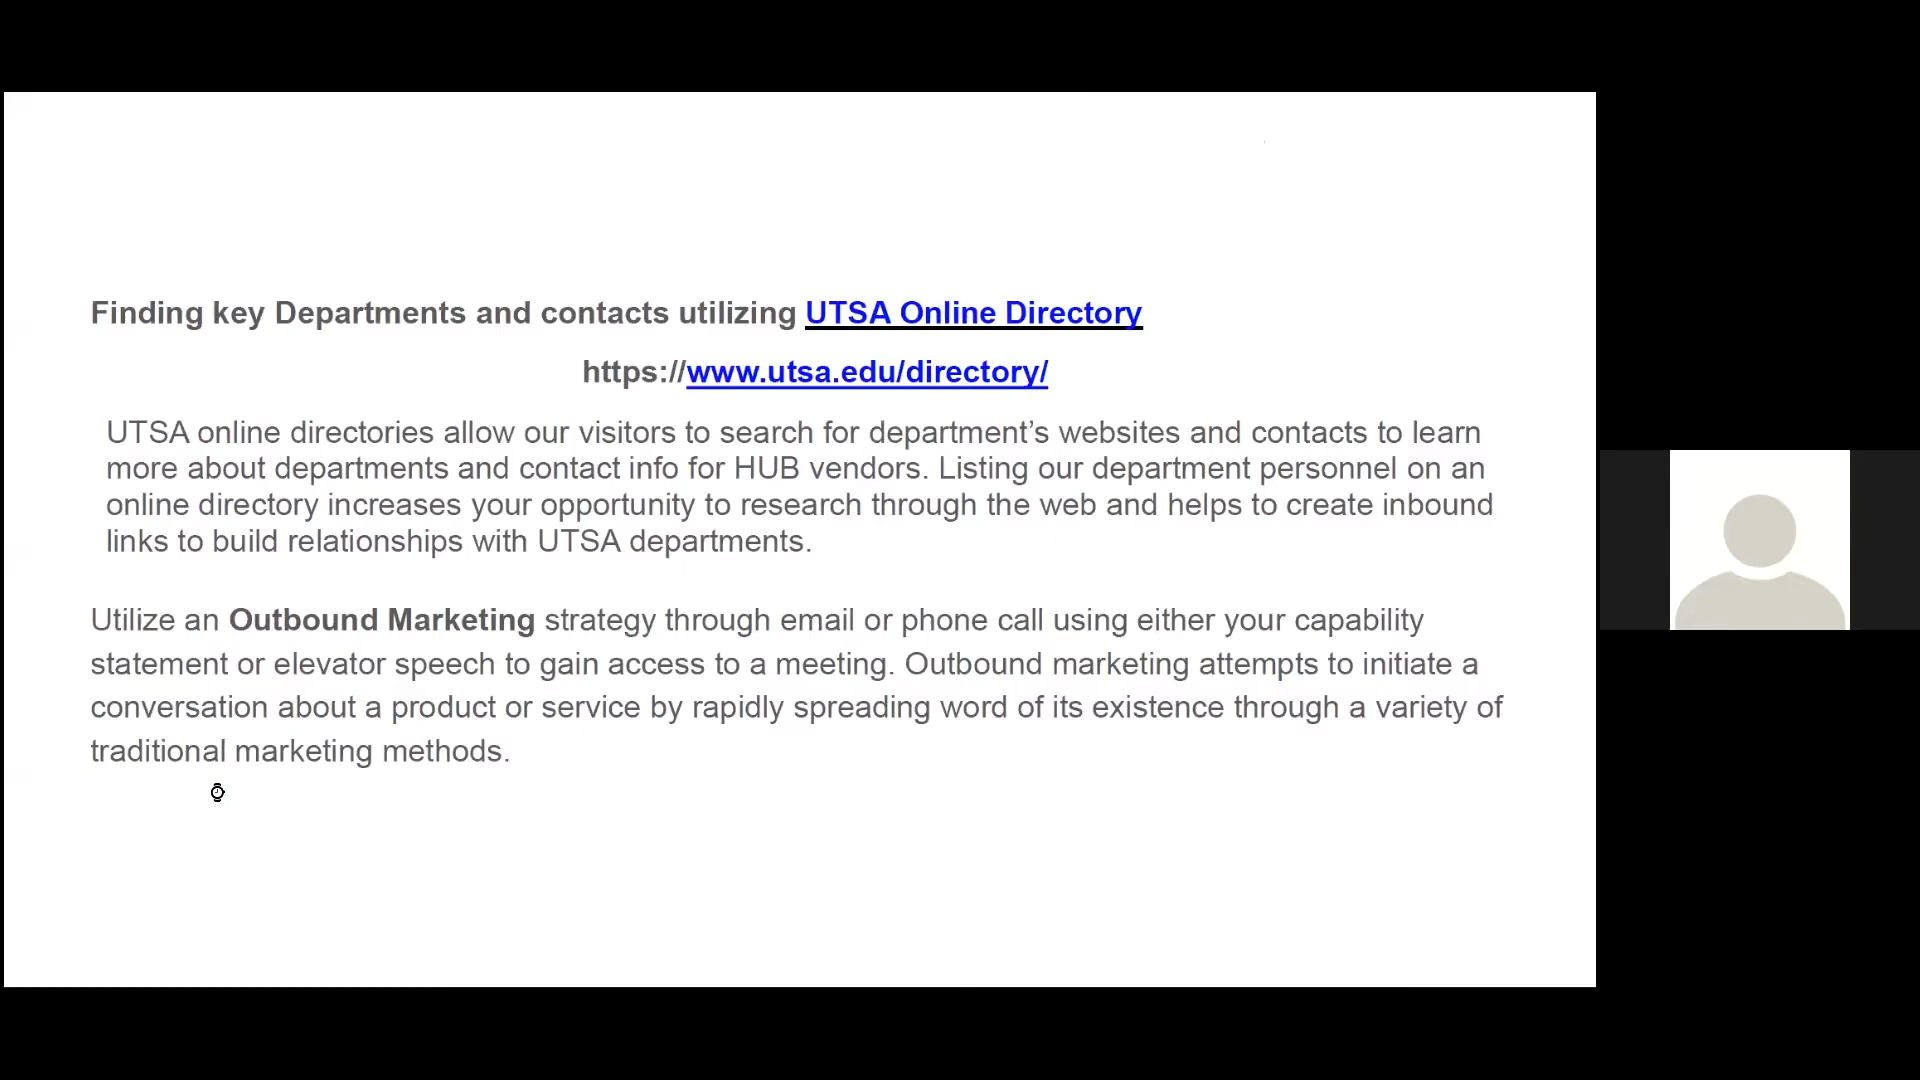 Finding key Departments and contacts utilizing UTSA Online Directory
https://www.utsa.edu/directory/
UTSA online directories allow our visitors to search for department’s websites and contacts to learn
more about departments and contact info for HUB vendors. Listing our department personnel on an
online directory increases your opportunity to research through the web and helps to create inbound
links to build relationships with UTSA departments.
Utilize an Outbound Marketing strategy through email or phone call using either your capability
statement or elevator speech to gain access to a meeting. Outbound marketing attempts to initiate a
conversation about a product or service by rapidly spreading word of its existence through a variety of
traditional marketing methods.